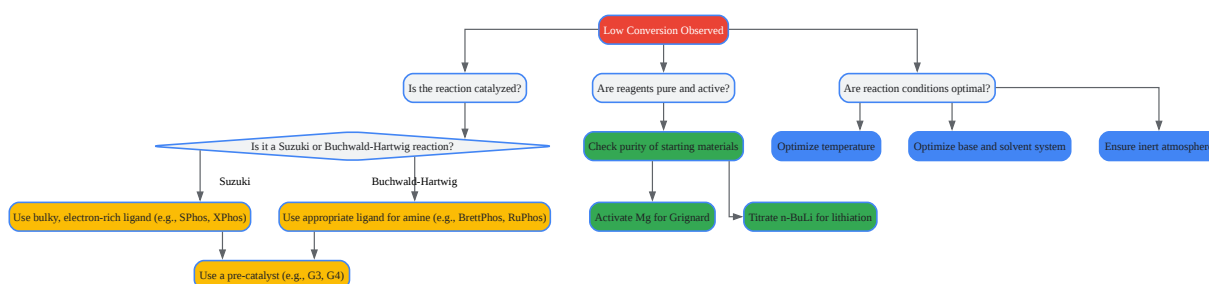 Low Conversion Observed
Is the reaction catalyzed?
Are reagents pure and active?
Are reaction conditions optimal?
Is it a Suzuki or Buchwald-Hartwig reaction?
Check purity of starting materials
Optimize temperature
Optimize base and solvent system
Ensure inert atmosphere
Suzuki
Buchwald-Hartwig
Use bulky, electron-rich ligand (e.g., SPhos, XPhos)
Use appropriate ligand for amine (e.g., BrettPhos, RuPhos)
Activate Mg for Grignard
Titrate n-BuLi for lithiation
Use a pre-catalyst (e.g., G3, G4)